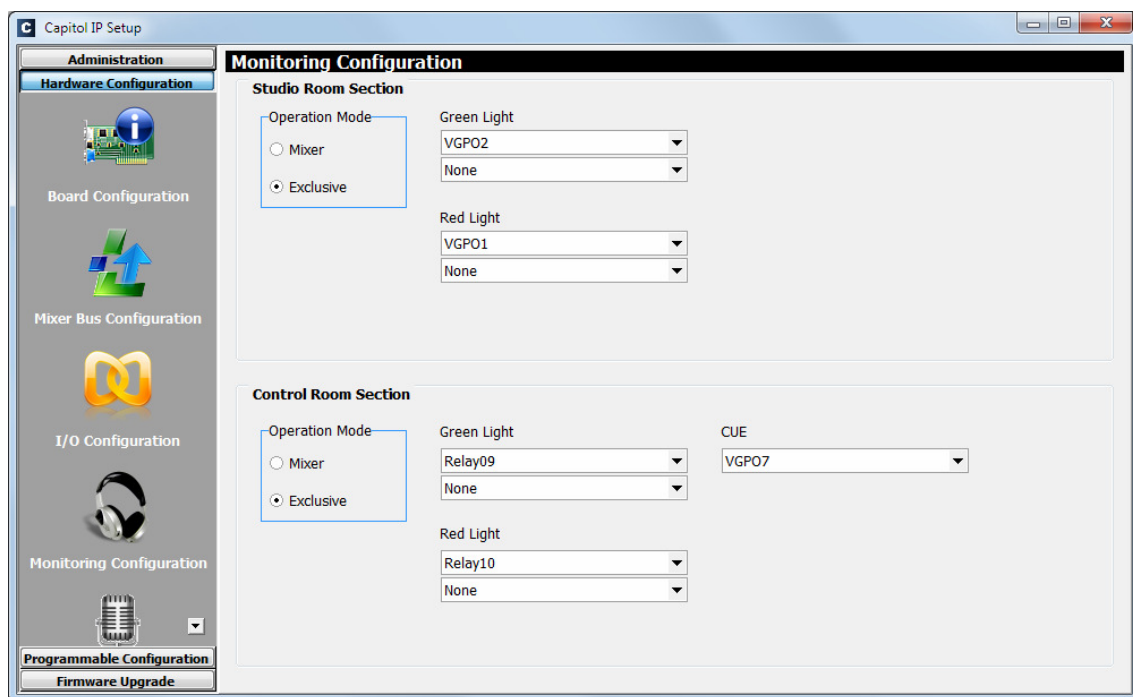 Capitol IP Setup
Administration
Hardware Configuration
Board Configuration
Mixer Bus Configuration
I/O Configuration
Monitoring Configuration
Programmable Configuration
Firmware Upgrade
Monitoring Configuration
Studio Room Section
Operation Mode
Mixer
Exclusive
Green Light
VGPO2
None
Red Light
VGPO1
None
Control Room Section
Operation Mode
Mixer
Exclusive
Green Light
Relay09
None
Red Light
Relay10
None
CUE
VGPO7